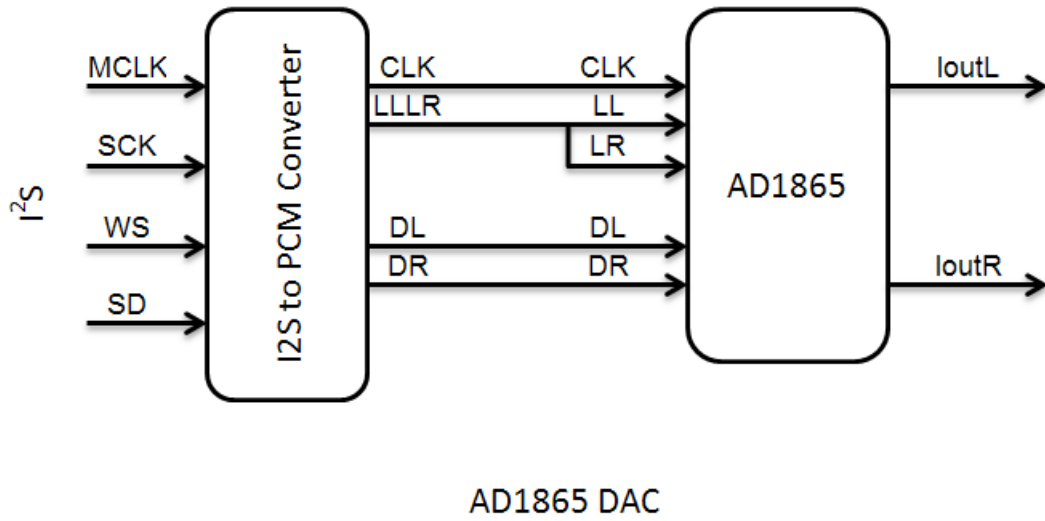 I²S
MCLK
SCK
WS
SD
I2S to PCM Converter
CLK
LLLR
DL
DR
CLK
LL
LR
DL
DR
AD1865
IoutL
IoutR
AD1865 DAC